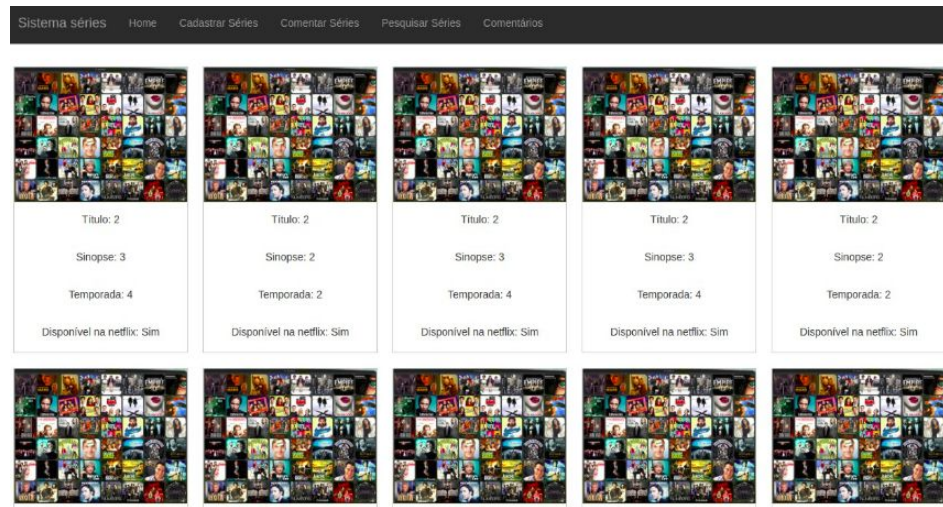 Sistema séries Home Cadastrar Séries Comentar Séries Pesquisar Séries Comentários
Título: 2 Título: 2 Título: 2 Título: 2 Título: 2
Sinopse: 3 Sinopse: 2 Sinopse: 3 Sinopse: 3 Sinopse: 2
Temporada: 4 Temporada: 2 Temporada: 4 Temporada: 4 Temporada: 2
Disponível na netflix: Sim Disponível na netflix: Sim Disponível na netflix: Sim Disponível na netflix: Sim Disponível na netflix: Sim